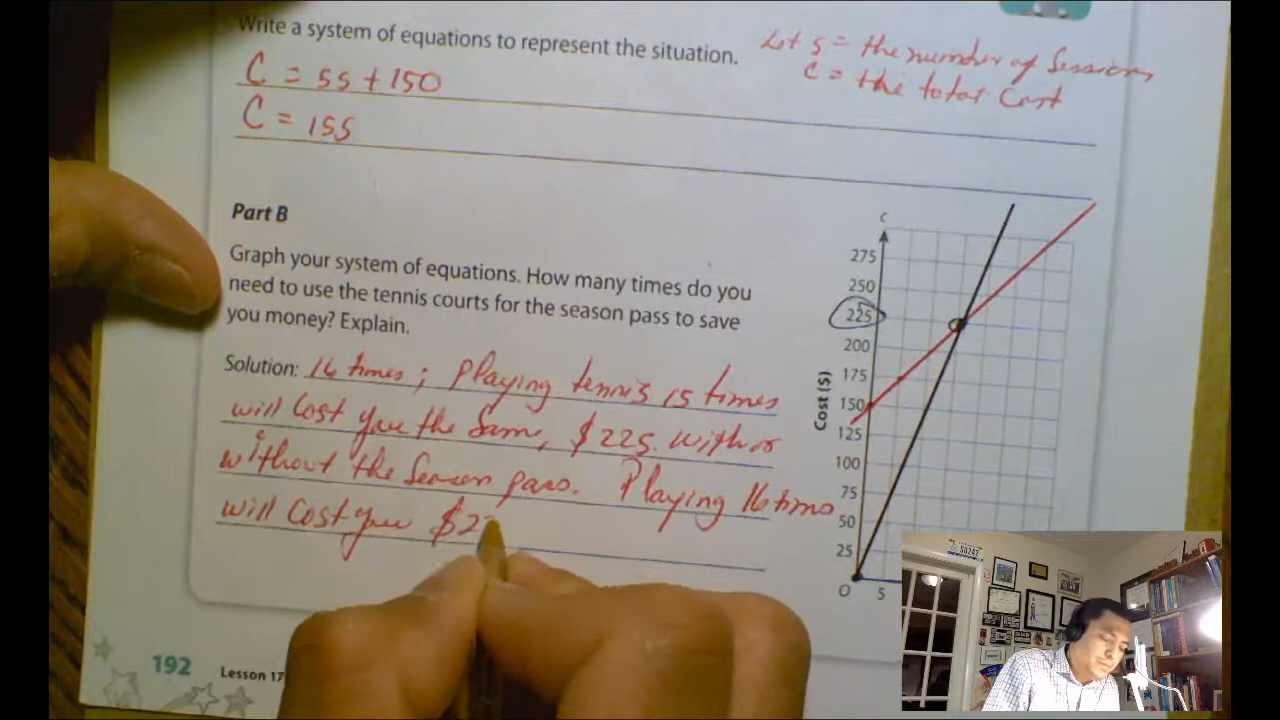 Write a system of equations to represent the situation.
Let s = the number of Sessions
c = the total cost
C = 5s + 150
C = 15s
Part B
Graph your system of equations. How many times do you
need to use the tennis courts for the season pass to save
you money? Explain.
Solution: 16 times; Playing tennis 15 times
will cost you the same, $225. with or
without the season pass. Playing 16 times
will cost you $22
c
275
250
225
200
175
150
125
100
75
50
25
O 5
Cost ($)
192 Lesson 17